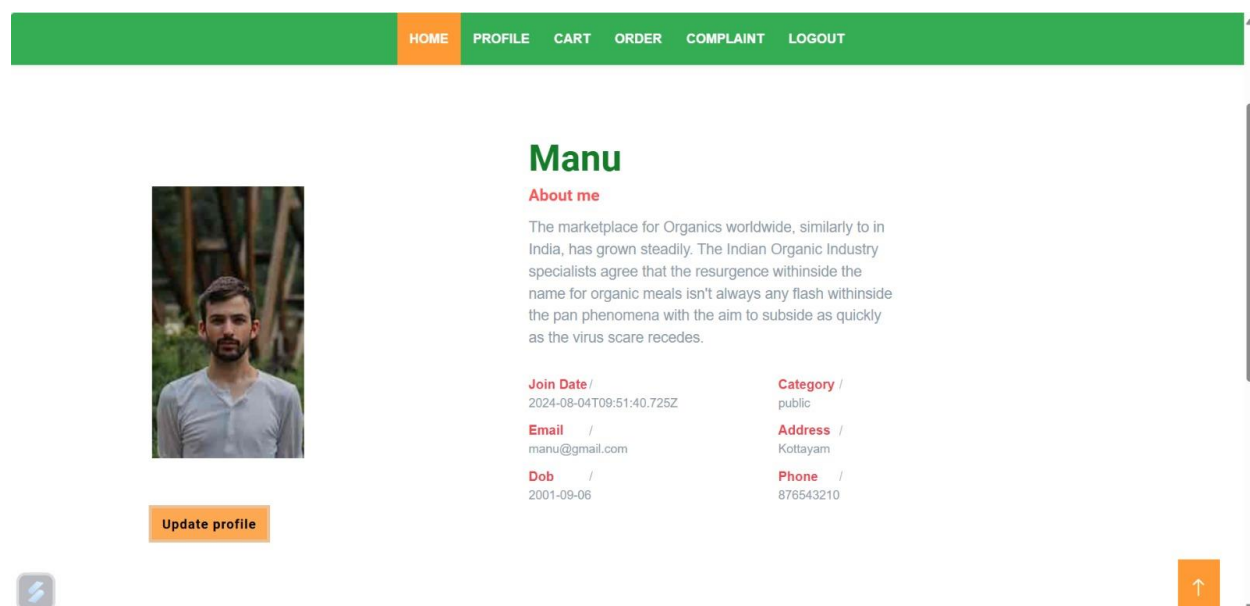 HOME PROFILE CART ORDER COMPLAINT LOGOUT
Manu
About me
The marketplace for Organics worldwide, similarly to in
India, has grown steadily. The Indian Organic Industry
specialists agree that the resurgence withinside the
name for organic meals isn't always any flash withinside
the pan phenomena with the aim to subside as quickly
as the virus scare recedes.
Join Date /
2024-08-04T09:51:40.725Z
Category /
public
Email /
manu@gmail.com
Address /
Kottayam
Dob /
2001-09-06
Phone /
876543210
Update profile